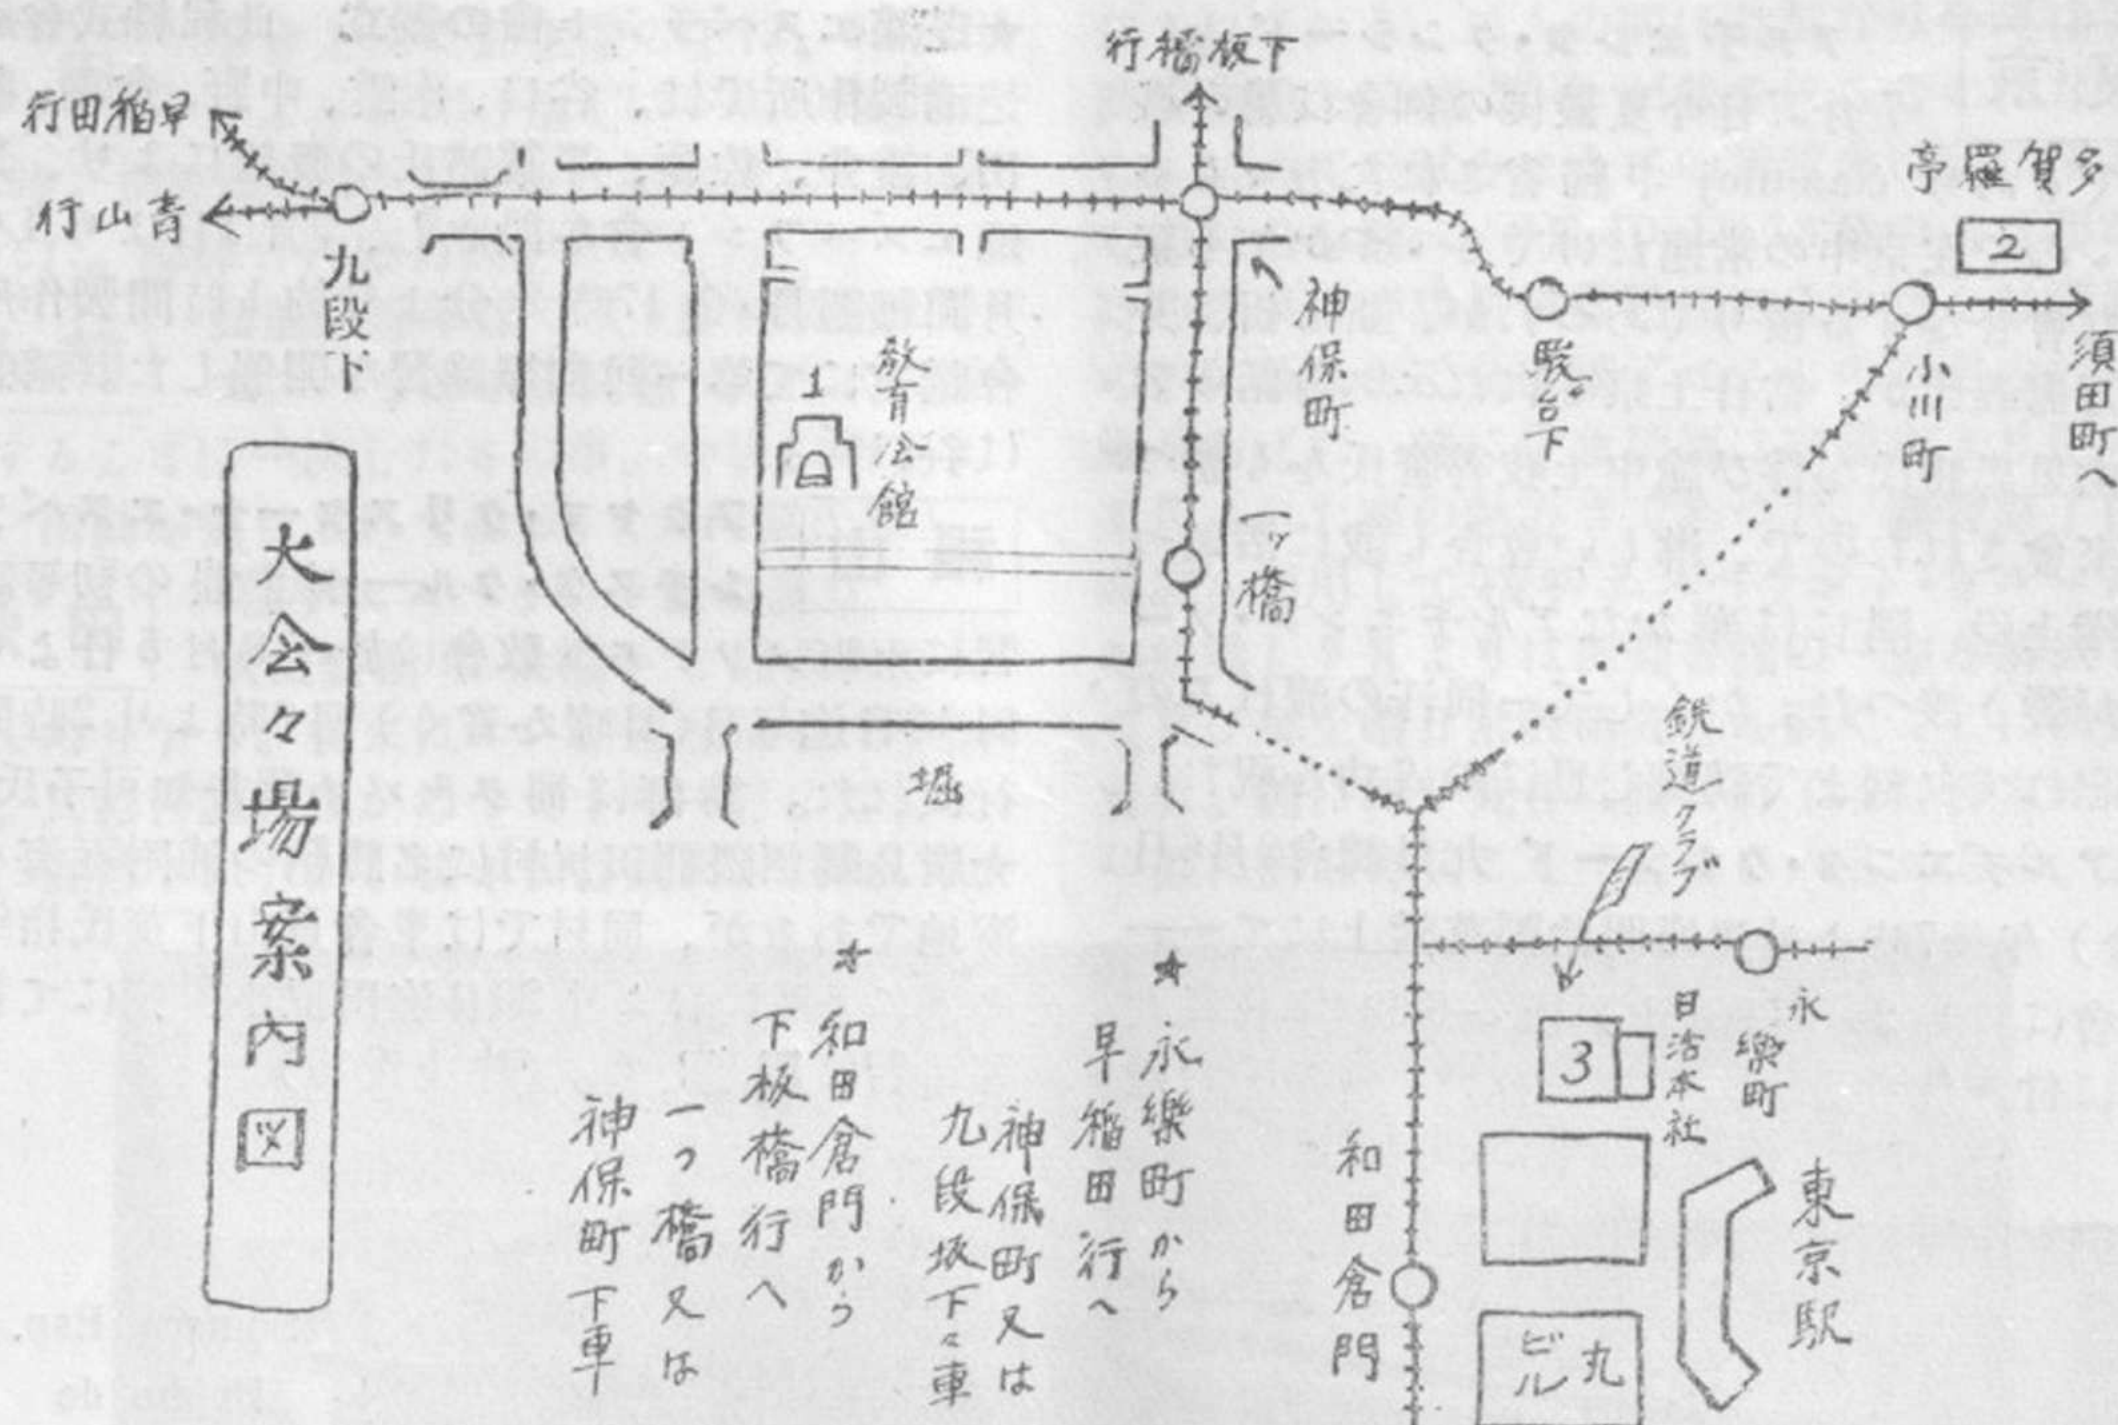 大会々場案内図
下板橋行
早稲田行
青山行
九段下
神保町
駿台下
小川町
須田町へ
多賀羅亭
2
1
教育会館
一ッ橋
堀
鉄道クラブ
3
日活本社
永樂町
和田倉門
東京駅
丸ビル
★ 永樂町から
早稲田行へ
神保町又は
九段坂下々車
★ 和田倉門から
下板橋行へ
一つ橋又は
神保町下車